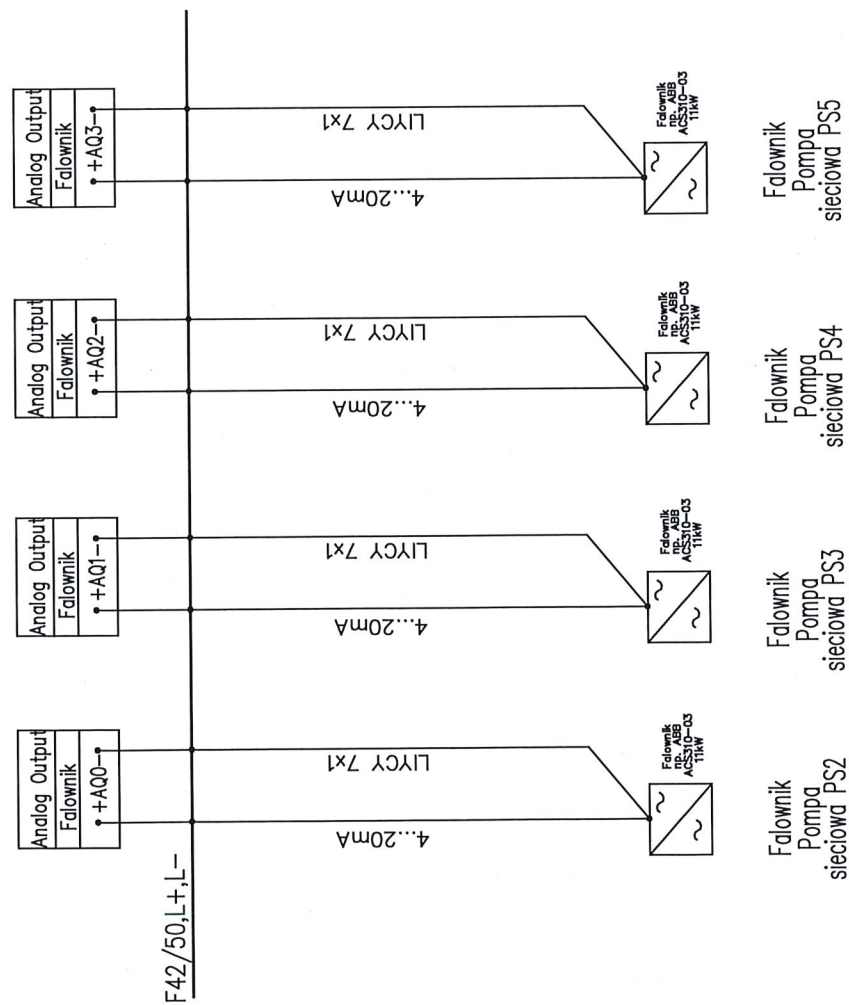 Analog Output
Falownik
+AQ0-
Analog Output
Falownik
+AQ1-
Analog Output
Falownik
+AQ2-
Analog Output
Falownik
+AQ3-
F42/50,L+,L-
4...20mA
LIYCY 7x1
4...20mA
LIYCY 7x1
4...20mA
LIYCY 7x1
4...20mA
LIYCY 7x1
Falownik
np. ABB
ACS310-03
11kW
Falownik
np. ABB
ACS310-03
11kW
Falownik
np. ABB
ACS310-03
11kW
Falownik
np. ABB
ACS310-03
11kW
Falownik
Pompa
sieciowa PS2
Falownik
Pompa
sieciowa PS3
Falownik
Pompa
sieciowa PS4
Falownik
Pompa
sieciowa PS5